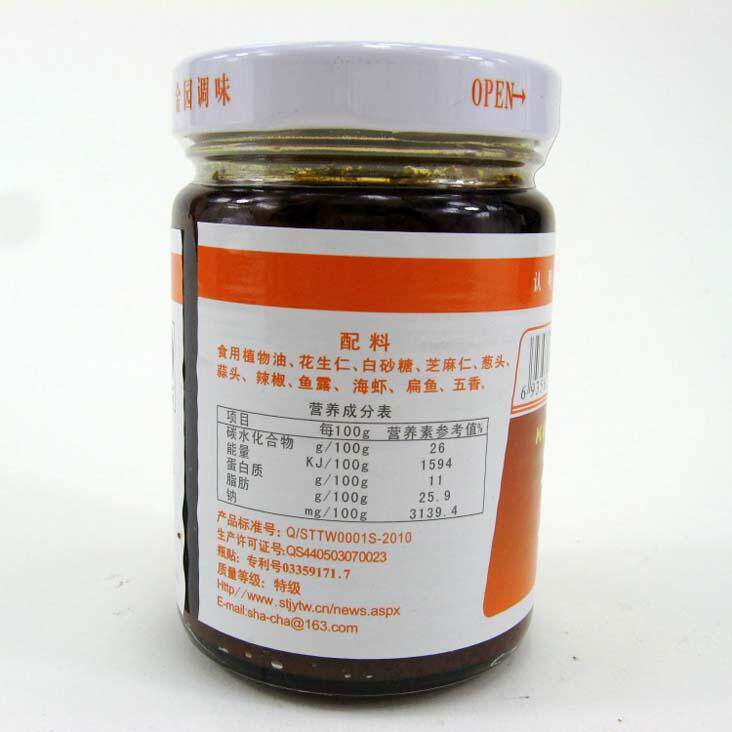 园调味
OPEN→
认
配料
食用植物油、花生仁、白砂糖、芝麻仁、葱头、
蒜头、辣椒、鱼露、海虾、扁鱼、五香。
营养成分表
项目 每100g 营养素参考值%
碳水化合物 g/100g 26
能量 KJ/100g 1594
蛋白质 g/100g 11
脂肪 g/100g 25.9
钠 mg/100g 3139.4
产品标准号: Q/STTW0001S-2010
生产许可证号:QS440503070023
瓶贴: 专利号03359171.7
质量等级: 特级
Http//www.stjytw.cn/news.aspx
E-mail:sha-cha@163.com